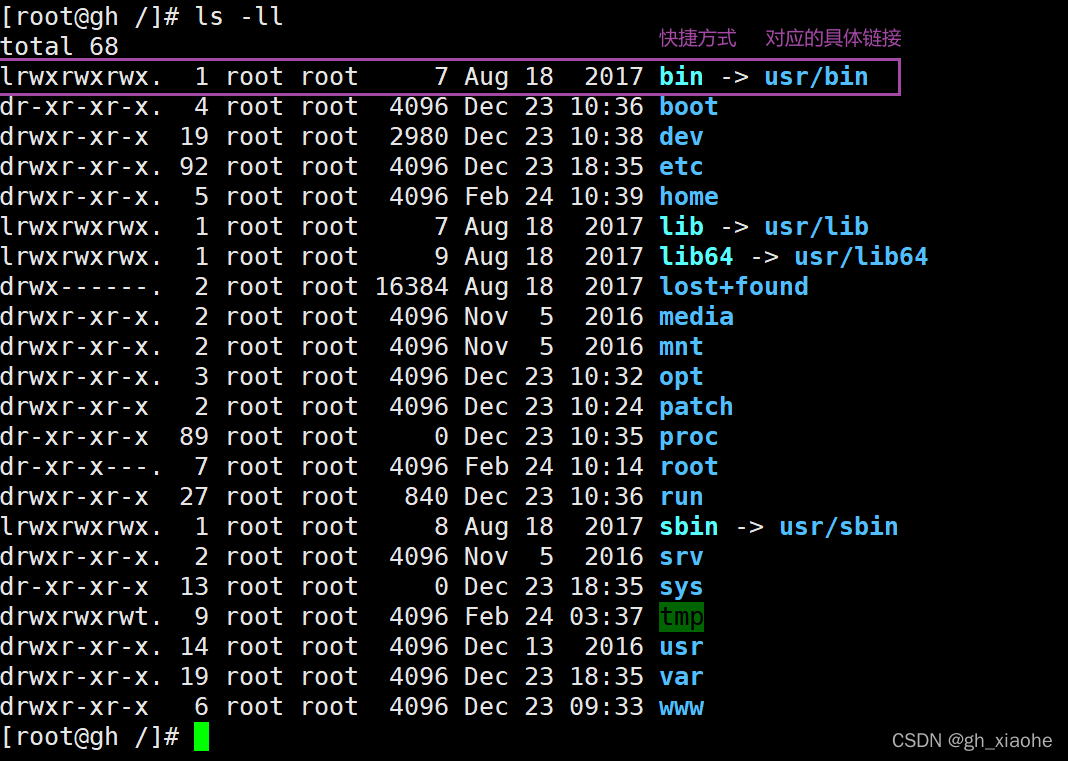 [root@gh /]# ls -ll
total 68
快捷方式 对应的具体链接
lrwxrwxrwx. 1 root root 7 Aug 18 2017 bin -> usr/bin
dr-xr-xr-x. 4 root root 4096 Dec 23 10:36 boot
drwxr-xr-x 19 root root 2980 Dec 23 10:38 dev
drwxr-xr-x. 92 root root 4096 Dec 23 18:35 etc
drwxr-xr-x. 5 root root 4096 Feb 24 10:39 home
lrwxrwxrwx. 1 root root 7 Aug 18 2017 lib -> usr/lib
lrwxrwxrwx. 1 root root 9 Aug 18 2017 lib64 -> usr/lib64
drwx------. 2 root root 16384 Aug 18 2017 lost+found
drwxr-xr-x. 2 root root 4096 Nov 5 2016 media
drwxr-xr-x. 2 root root 4096 Nov 5 2016 mnt
drwxr-xr-x. 3 root root 4096 Dec 23 10:32 opt
drwxr-xr-x 2 root root 4096 Dec 23 10:24 patch
dr-xr-xr-x 89 root root 0 Dec 23 10:35 proc
dr-xr-x---. 7 root root 4096 Feb 24 10:14 root
drwxr-xr-x 27 root root 840 Dec 23 10:36 run
lrwxrwxrwx. 1 root root 8 Aug 18 2017 sbin -> usr/sbin
drwxr-xr-x. 2 root root 4096 Nov 5 2016 srv
dr-xr-xr-x 13 root root 0 Dec 23 18:35 sys
drwxrwxrwt. 9 root root 4096 Feb 24 03:37 tmp
drwxr-xr-x. 14 root root 4096 Dec 13 2016 usr
drwxr-xr-x. 19 root root 4096 Dec 23 18:35 var
drwxr-xr-x 6 root root 4096 Dec 23 09:33 www
[root@gh /]#
CSDN @gh_xiaohe